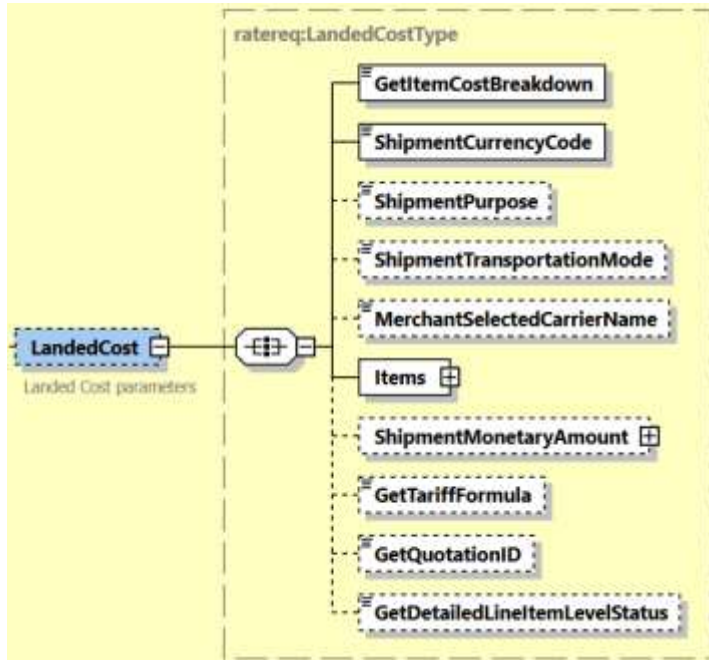 ratereq:LandedCostType
GetItemCostBreakdown
ShipmentCurrencyCode
ShipmentPurpose
ShipmentTransportationMode
MerchantSelectedCarrierName
LandedCost
Landed Cost parameters
Items
ShipmentMonetaryAmount
GetTariffFormula
GetQuotationID
GetDetailedLineItemLevelStatus